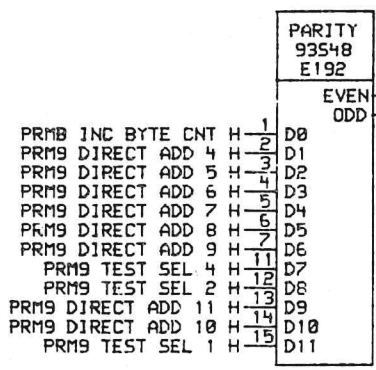 PARITY
93S48
E192
EVEN
ODD
PRMB INC BYTE CNT H 1 D0
PRM9 DIRECT ADD 4 H 2 D1
PRM9 DIRECT ADD 5 H 3 D2
PRM9 DIRECT ADD 6 H 4 D3
PRM9 DIRECT ADD 7 H 5 D4
PRM9 DIRECT ADD 8 H 6 D5
PRM9 DIRECT ADD 9 H 7 D6
PRM9 TEST SEL 4 H 11 D7
PRM9 TEST SEL 2 H 12 D8
PRM9 DIRECT ADD 11 H 13 D9
PRM9 DIRECT ADD 10 H 14 D10
PRM9 TEST SEL 1 H 15 D11